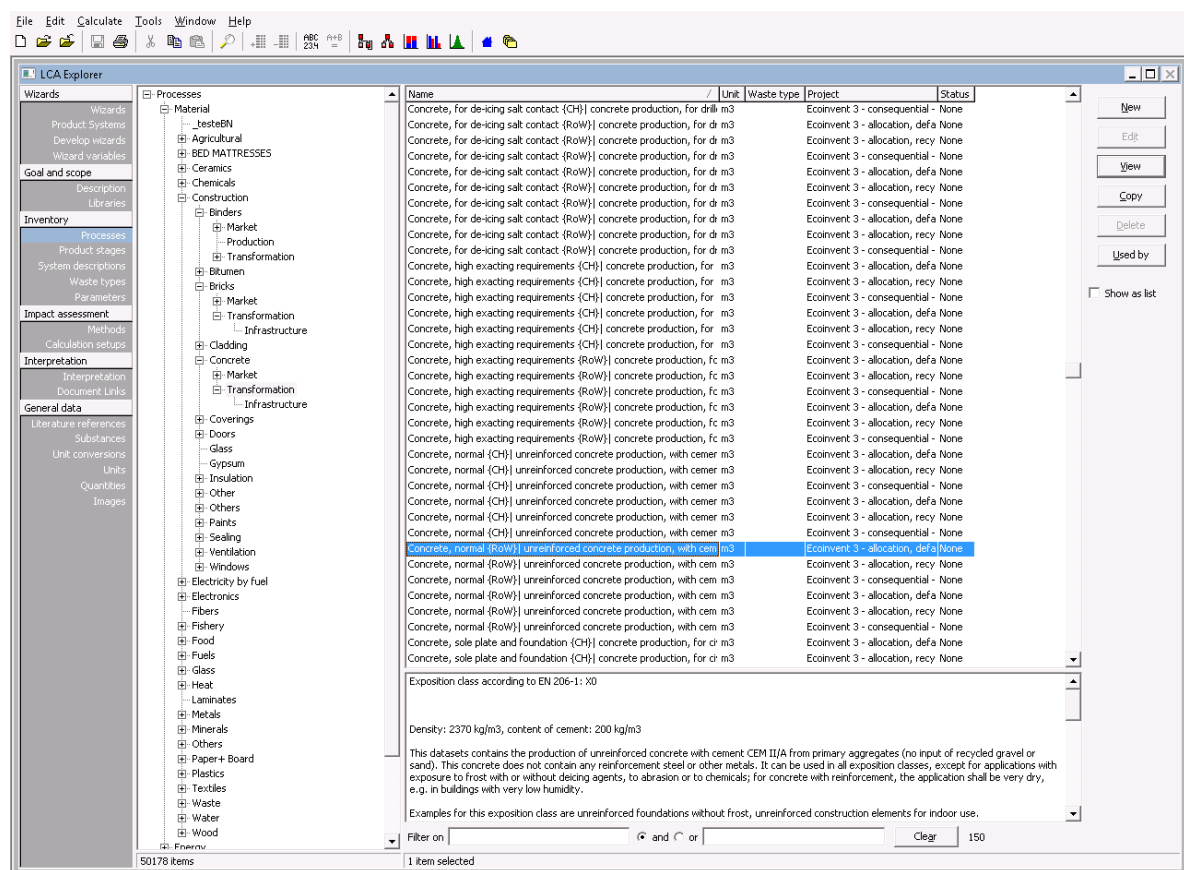 File Edit Calculate Tools Window Help
ABC 23.4 A+B =
LCA Explorer
Wizards
Wizards
Product Systems
Develop wizards
Wizard variables
Goal and scope
Description
Libraries
Inventory
Processes
Product stages
System descriptions
Waste types
Parameters
Impact assessment
Methods
Calculation setups
Interpretation
Interpretation
Document Links
General data
Literature references
Substances
Unit conversions
Units
Quantities
Images
Processes
Material
_testeBN
Agricultural
BED MATTRESSES
Ceramics
Chemicals
Construction
Binders
Market
Production
Transformation
Bitumen
Bricks
Market
Transformation
Infrastructure
Cladding
Concrete
Market
Transformation
Infrastructure
Coverings
Doors
Glass
Gypsum
Insulation
Other
Others
Paints
Sealing
Ventilation
Windows
Electricity by fuel
Electronics
Fibers
Fishery
Food
Fuels
Glass
Heat
Laminates
Metals
Minerals
Others
Paper+ Board
Plastics
Textiles
Waste
Water
Wood
Energy
50178 items
Name / Unit Waste type Project Status
Concrete, for de-icing salt contact {CH}| concrete production, for drill m3 Ecoinvent 3 - consequential - None
Concrete, for de-icing salt contact {RoW}| concrete production, for dr m3 Ecoinvent 3 - allocation, defa None
Concrete, for de-icing salt contact {RoW}| concrete production, for dr m3 Ecoinvent 3 - allocation, recy None
Concrete, for de-icing salt contact {RoW}| concrete production, for dr m3 Ecoinvent 3 - consequential - None
Concrete, for de-icing salt contact {RoW}| concrete production, for dr m3 Ecoinvent 3 - allocation, defa None
Concrete, for de-icing salt contact {RoW}| concrete production, for dr m3 Ecoinvent 3 - allocation, recy None
Concrete, for de-icing salt contact {RoW}| concrete production, for dr m3 Ecoinvent 3 - consequential - None
Concrete, for de-icing salt contact {RoW}| concrete production, for dr m3 Ecoinvent 3 - allocation, defa None
Concrete, for de-icing salt contact {RoW}| concrete production, for dr m3 Ecoinvent 3 - allocation, recy None
Concrete, for de-icing salt contact {RoW}| concrete production, for dr m3 Ecoinvent 3 - consequential - None
Concrete, high exacting requirements {CH}| concrete production, for m3 Ecoinvent 3 - allocation, defa None
Concrete, high exacting requirements {CH}| concrete production, for m3 Ecoinvent 3 - allocation, recy None
Concrete, high exacting requirements {CH}| concrete production, for m3 Ecoinvent 3 - consequential - None
Concrete, high exacting requirements {CH}| concrete production, for m3 Ecoinvent 3 - allocation, defa None
Concrete, high exacting requirements {CH}| concrete production, for m3 Ecoinvent 3 - allocation, recy None
Concrete, high exacting requirements {CH}| concrete production, for m3 Ecoinvent 3 - consequential - None
Concrete, high exacting requirements {RoW}| concrete production, fc m3 Ecoinvent 3 - allocation, defa None
Concrete, high exacting requirements {RoW}| concrete production, fc m3 Ecoinvent 3 - allocation, recy None
Concrete, high exacting requirements {RoW}| concrete production, fc m3 Ecoinvent 3 - consequential - None
Concrete, high exacting requirements {RoW}| concrete production, fc m3 Ecoinvent 3 - allocation, defa None
Concrete, high exacting requirements {RoW}| concrete production, fc m3 Ecoinvent 3 - allocation, recy None
Concrete, high exacting requirements {RoW}| concrete production, fc m3 Ecoinvent 3 - consequential - None
Concrete, normal {CH}| unreinforced concrete production, with cemer m3 Ecoinvent 3 - allocation, defa None
Concrete, normal {CH}| unreinforced concrete production, with cemer m3 Ecoinvent 3 - allocation, recy None
Concrete, normal {CH}| unreinforced concrete production, with cemer m3 Ecoinvent 3 - consequential - None
Concrete, normal {CH}| unreinforced concrete production, with cemer m3 Ecoinvent 3 - allocation, defa None
Concrete, normal {CH}| unreinforced concrete production, with cemer m3 Ecoinvent 3 - allocation, recy None
Concrete, normal {CH}| unreinforced concrete production, with cemer m3 Ecoinvent 3 - consequential - None
Concrete, normal {RoW}| unreinforced concrete production, with cem m3 Ecoinvent 3 - allocation, defa None
Concrete, normal {RoW}| unreinforced concrete production, with cem m3 Ecoinvent 3 - allocation, recy None
Concrete, normal {RoW}| unreinforced concrete production, with cem m3 Ecoinvent 3 - consequential - None
Concrete, normal {RoW}| unreinforced concrete production, with cem m3 Ecoinvent 3 - allocation, defa None
Concrete, normal {RoW}| unreinforced concrete production, with cem m3 Ecoinvent 3 - allocation, recy None
Concrete, normal {RoW}| unreinforced concrete production, with cem m3 Ecoinvent 3 - consequential - None
Concrete, sole plate and foundation {CH}| concrete production, for ci m3 Ecoinvent 3 - allocation, defa None
Concrete, sole plate and foundation {CH}| concrete production, for ci m3 Ecoinvent 3 - allocation, recy None
Exposition class according to EN 206-1: X0
Density: 2370 kg/m3, content of cement: 200 kg/m3
This datasets contains the production of unreinforced concrete with cement CEM II/A from primary aggregates (no input of recycled gravel or
sand). This concrete does not contain any reinforcement steel or other metals. It can be used in all exposition classes, except for applications with
exposure to frost with or without deicing agents, to abrasion or to chemicals; for concrete with reinforcement, the application shall be very dry,
e.g. in buildings with very low humidity.
Examples for this exposition class are unreinforced foundations without frost, unreinforced construction elements for indoor use.
Filter on and or Clear 150
1 item selected
New
Edit
View
Copy
Delete
Used by
Show as list